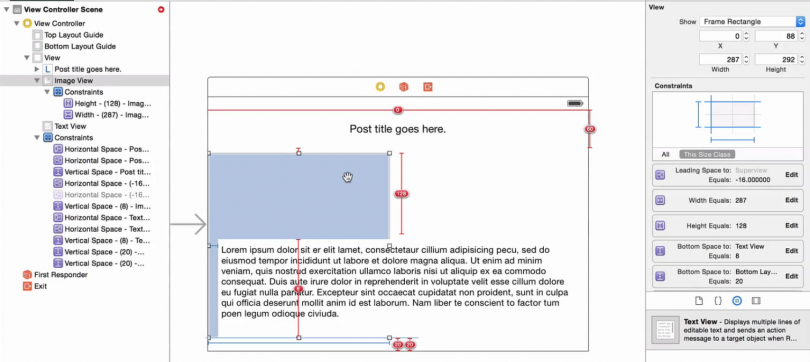 View Controller Scene
View Controller
Top Layout Guide
Bottom Layout Guide
View
L Post title goes here.
Image View
Constraints
Height - (128) - Imag...
Width - (287) - Imag...
Text View
Constraints
Horizontal Space - Pos...
Horizontal Space - Pos...
Vertical Space - Post tit...
Horizontal Space - (-16...
Horizontal Space - (-16...
Vertical Space - (8) - Im...
Horizontal Space - Text...
Horizontal Space - Text...
Vertical Space - (8) - Te...
Vertical Space - (20) -...
Vertical Space - (20) -...
First Responder
Exit
0
Post title goes here.
128
Lorem ipsum dolor sit er elit lamet, consectetaur cillium adipisicing pecu, sed do
eiusmod tempor incididunt ut labore et dolore magna aliqua. Ut enim ad minim
veniam, quis nostrud exercitation ullamco laboris nisi ut aliquip ex ea commodo
consequat. Duis aute irure dolor in reprehenderit in voluptate velit esse cillum dolore
eu fugiat nulla pariatur. Excepteur sint occaecat cupidatat non proident, sunt in culpa
qui officia deserunt mollit anim id est laborum. Nam liber te conscient to factor tum
poen legum odioque civiuda.
20 20
View
Show Frame Rectangle
0 88
X Y
287 292
Width Height
Constraints
All This Size Class
Leading Space to: Superview
Equals: -16.000000 Edit
Width Equals: 287 Edit
Height Equals: 128 Edit
Bottom Space to: Text View
Equals: 8 Edit
Bottom Space to: Bottom Lay...
Equals: 20 Edit
{}
Text View - Displays multiple lines of
editable text and sends an action
message to a target object when R...